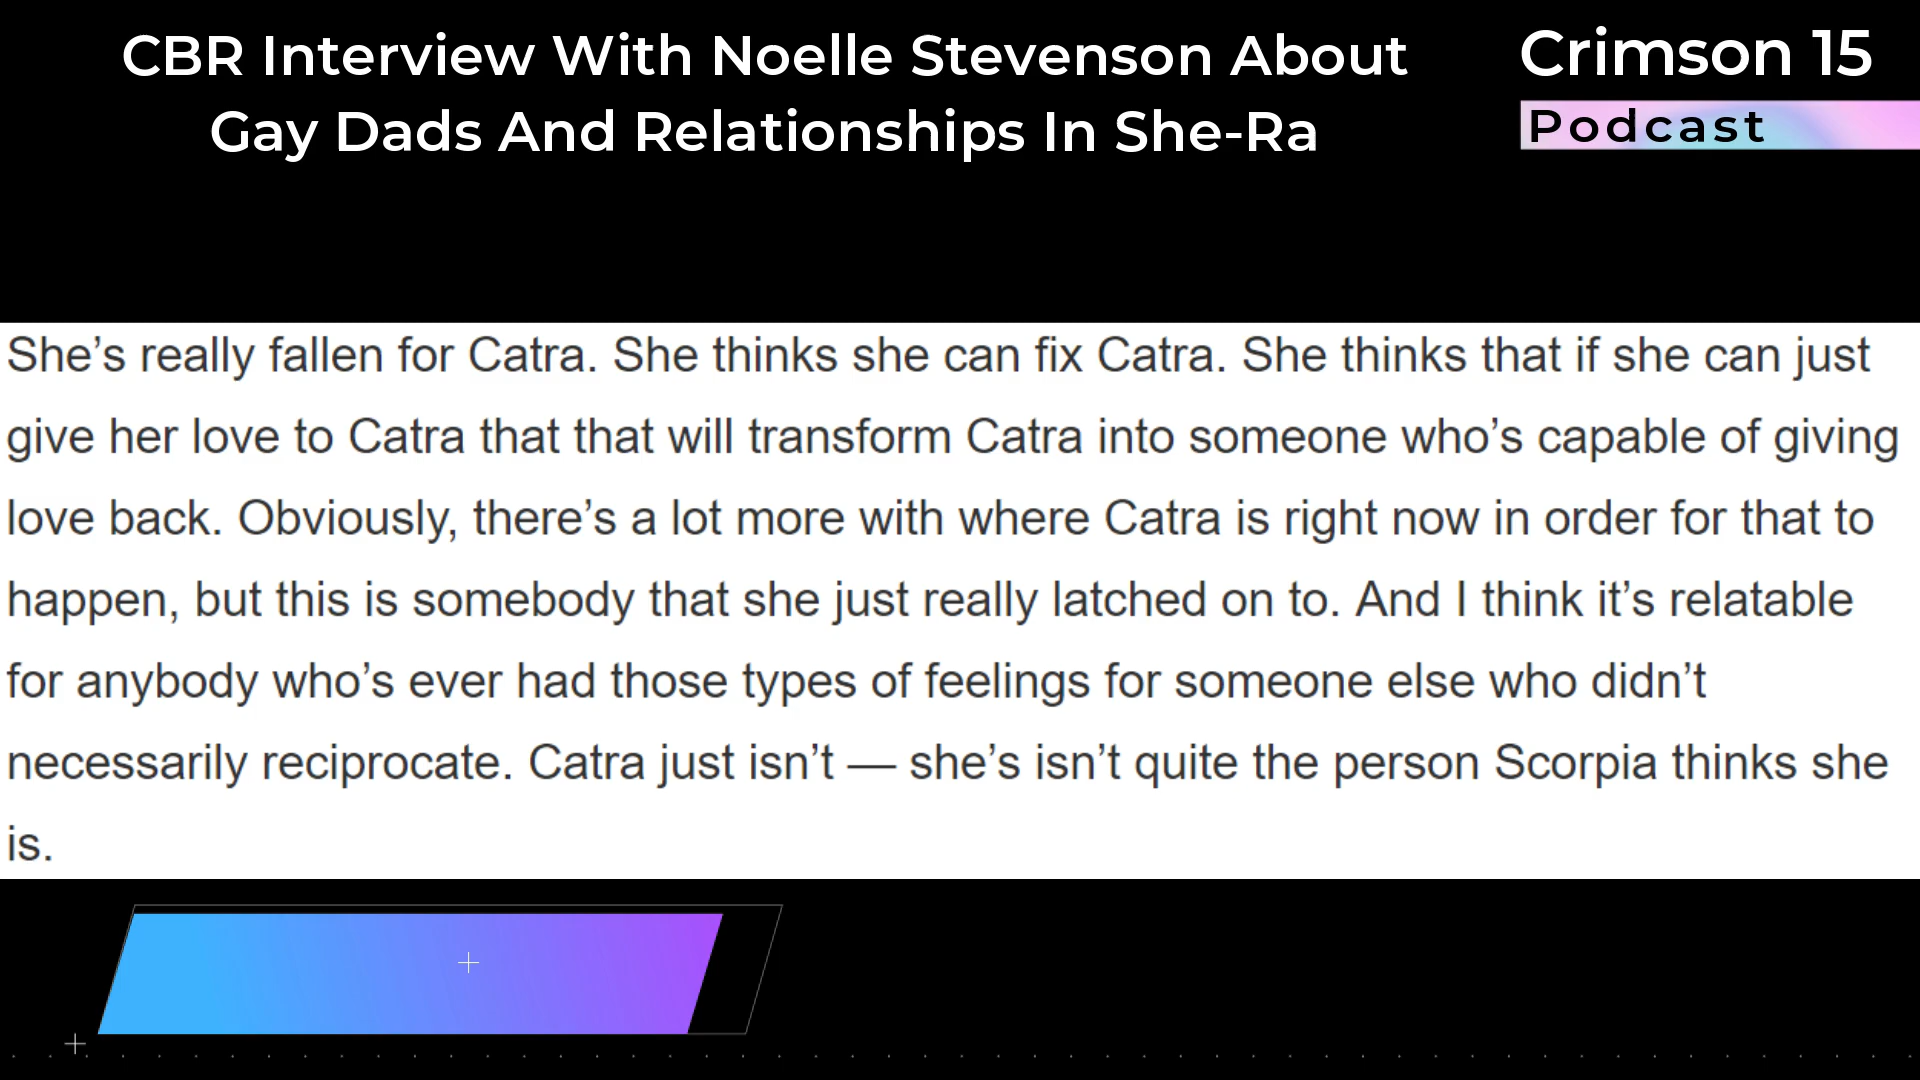 CBR Interview With Noelle Stevenson About
Gay Dads And Relationships In She-Ra
Crimson 15
Podcast
She’s really fallen for Catra. She thinks she can fix Catra. She thinks that if she can just
give her love to Catra that that will transform Catra into someone who’s capable of giving
love back. Obviously, there’s a lot more with where Catra is right now in order for that to
happen, but this is somebody that she just really latched on to. And I think it’s relatable
for anybody who’s ever had those types of feelings for someone else who didn’t
necessarily reciprocate. Catra just isn’t — she’s isn’t quite the person Scorpia thinks she
is.